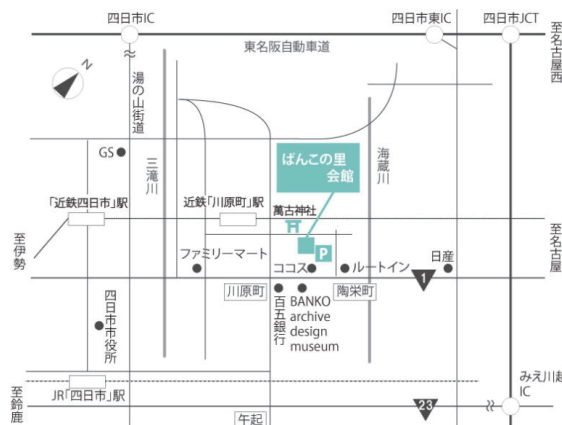 四日市IC
四日市東IC
四日市JCT
東名阪自動車道
至名古屋西
N
湯の山街道
GS
三滝川
ばんこの里
会館
海蔵川
「近鉄四日市」駅
近鉄「川原町」駅
萬古神社
至伊勢
至名古屋
ファミリーマート
ココス
P
ルートイン
日産
1
川原町
陶栄町
百五銀行
BANKO
archive
design
museum
四日市市役所
JR「四日市」駅
みえ川越
IC
至鈴鹿
23
午起